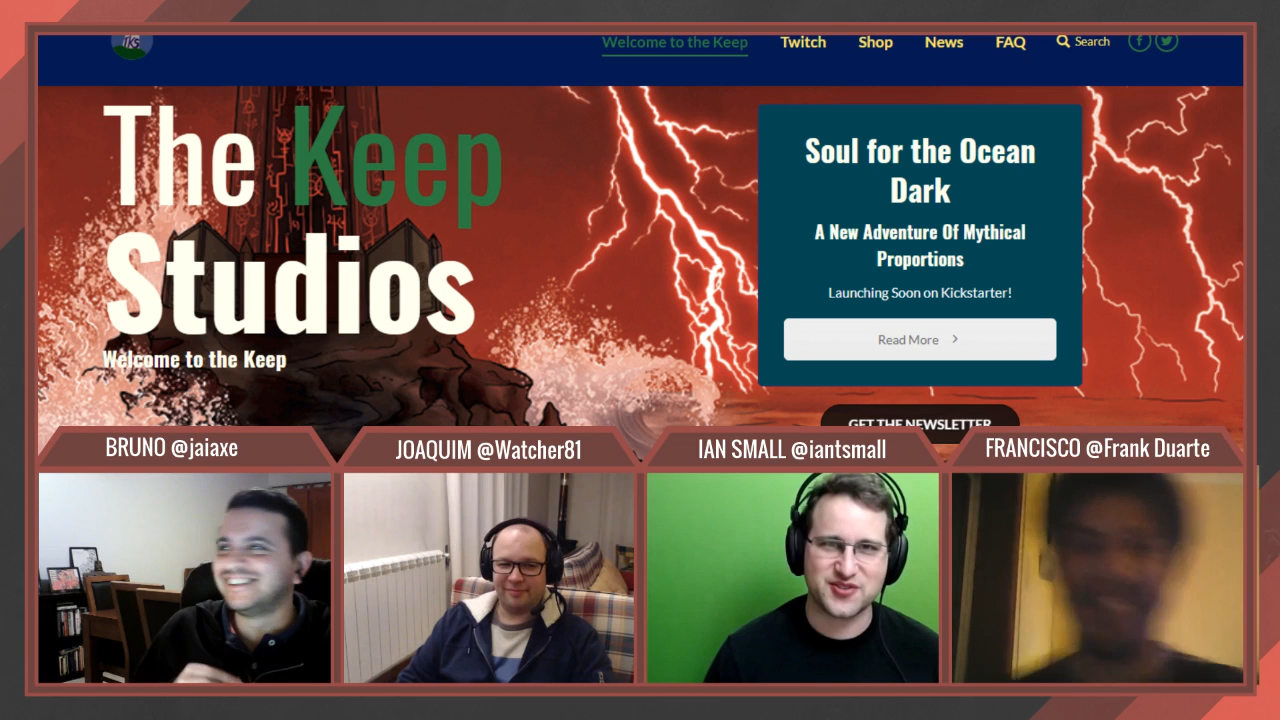 TKS
Welcome to the Keep
Twitch
Shop
News
FAQ
Search
The Keep
Studios
Welcome to the Keep
Soul for the Ocean
Dark
A New Adventure Of Mythical
Proportions
Launching Soon on Kickstarter!
Read More
GET THE NEWSLETTER
BRUNO @jaiaxe
JOAQUIM @Watcher81
IAN SMALL @iantsmall
FRANCISCO @Frank Duarte